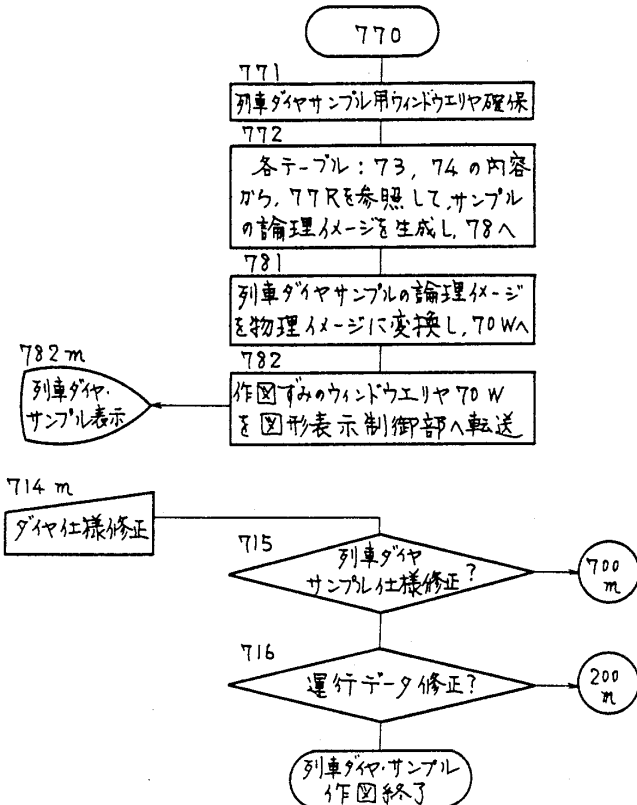 770
771
列車ダイヤサンプル用ウィンドウエリヤ確保
772
各テーブル:73,74の内容
から,77Rを参照して,サンプル
の論理イメージを生成し,78へ
781
列車ダイヤサンプルの論理イメージ
を物理イメージに変換し,70Wへ
782
作図ずみのウィンドウエリヤ70W
を図形表示制御部へ転送
782m
列車ダイヤ・
サンプル表示
714m
ダイヤ仕様修正
715
列車ダイヤ
サンプル仕様修正?
700
m
716
運行データ修正?
200
m
列車ダイヤ・サンプル
作図終了